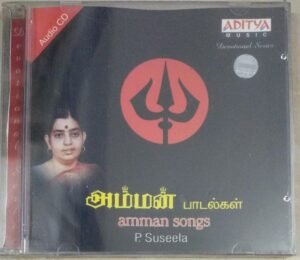 Audio CD
ADITYA
MUSIC
Devotional Series
அம்மன் பாடல்கள்
amman songs
P. Suseela